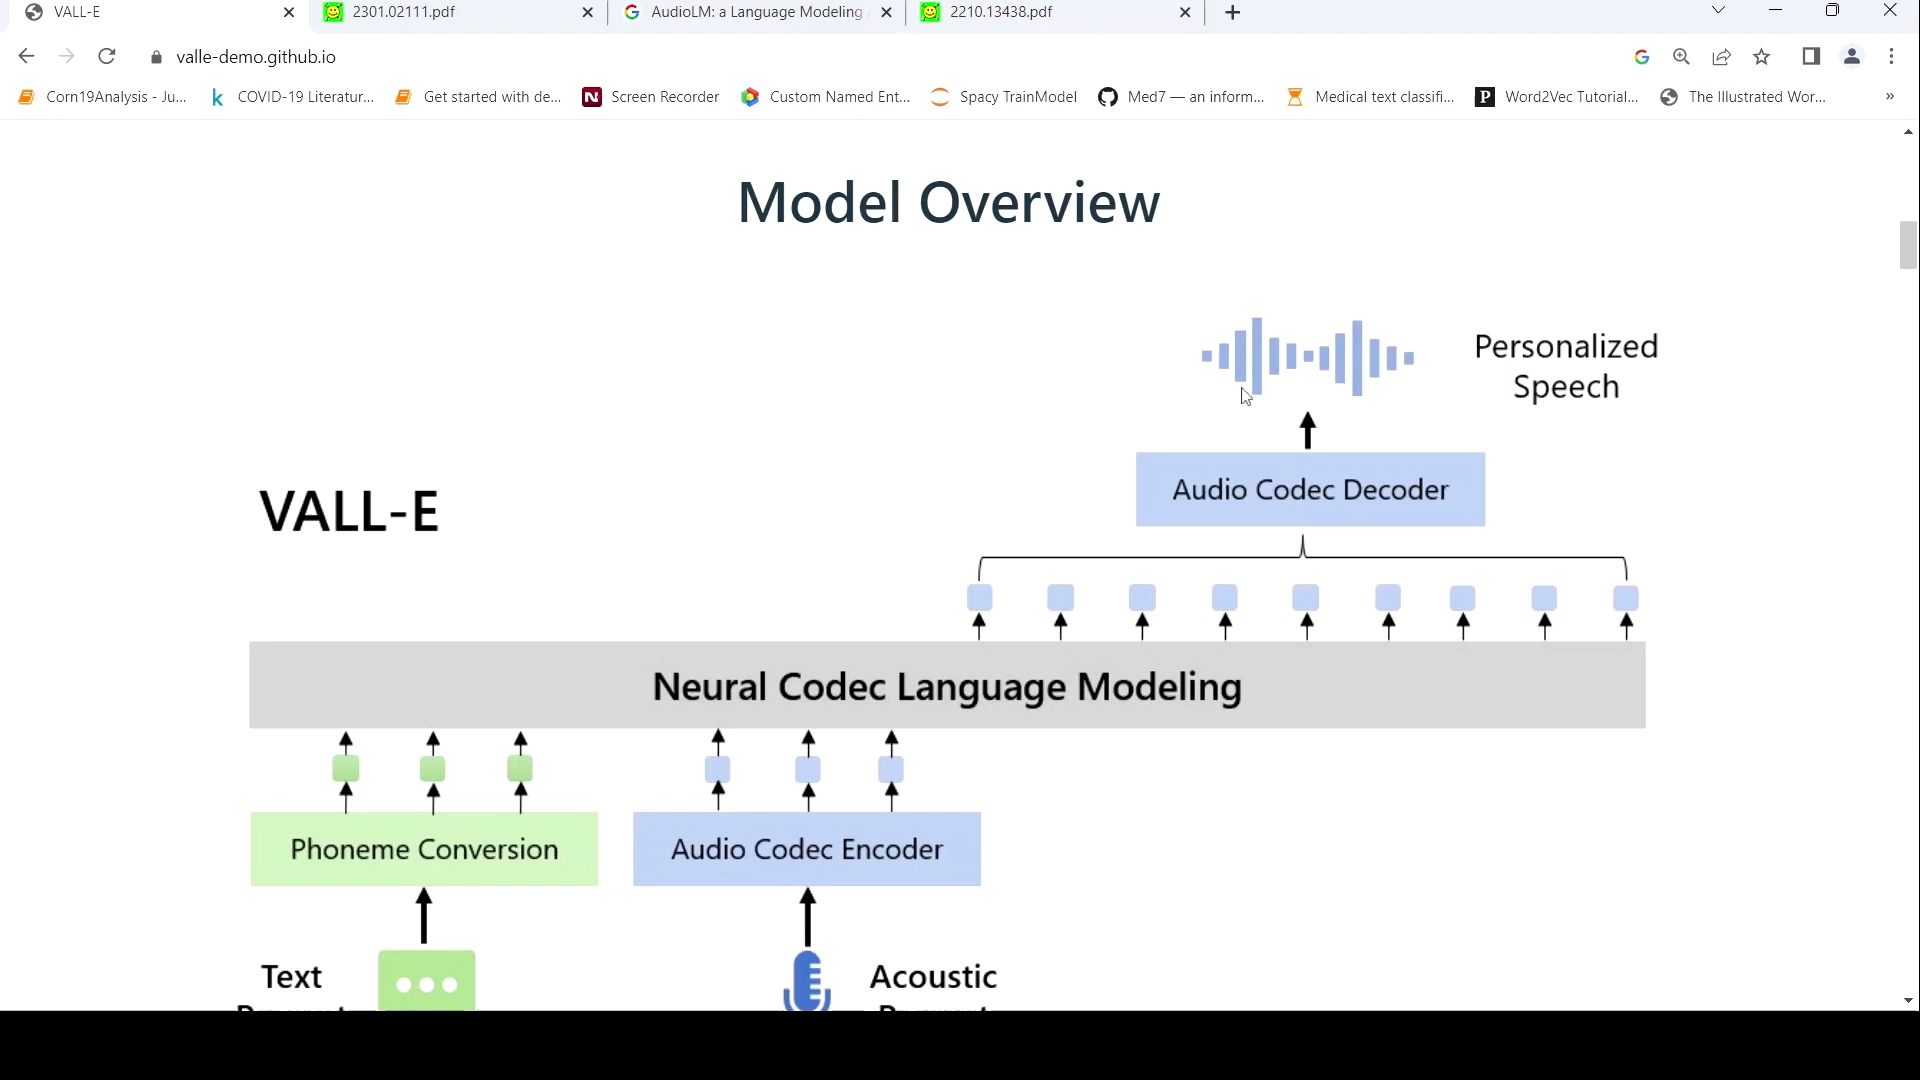 VALL-E
2301.02111.pdf
AudioLM: a Language Modeling
2210.13438.pdf
valle-demo.github.io
Corn19Analysis - Ju...
COVID-19 Literatur...
Get started with de...
Screen Recorder
Custom Named Ent...
Spacy TrainModel
Med7 — an inform...
Medical text classifi...
Word2Vec Tutorial...
The Illustrated Wor...
»
Model Overview
Personalized
Speech
Audio Codec Decoder
VALL-E
Neural Codec Language Modeling
Phoneme Conversion
Audio Codec Encoder
Text
Acoustic